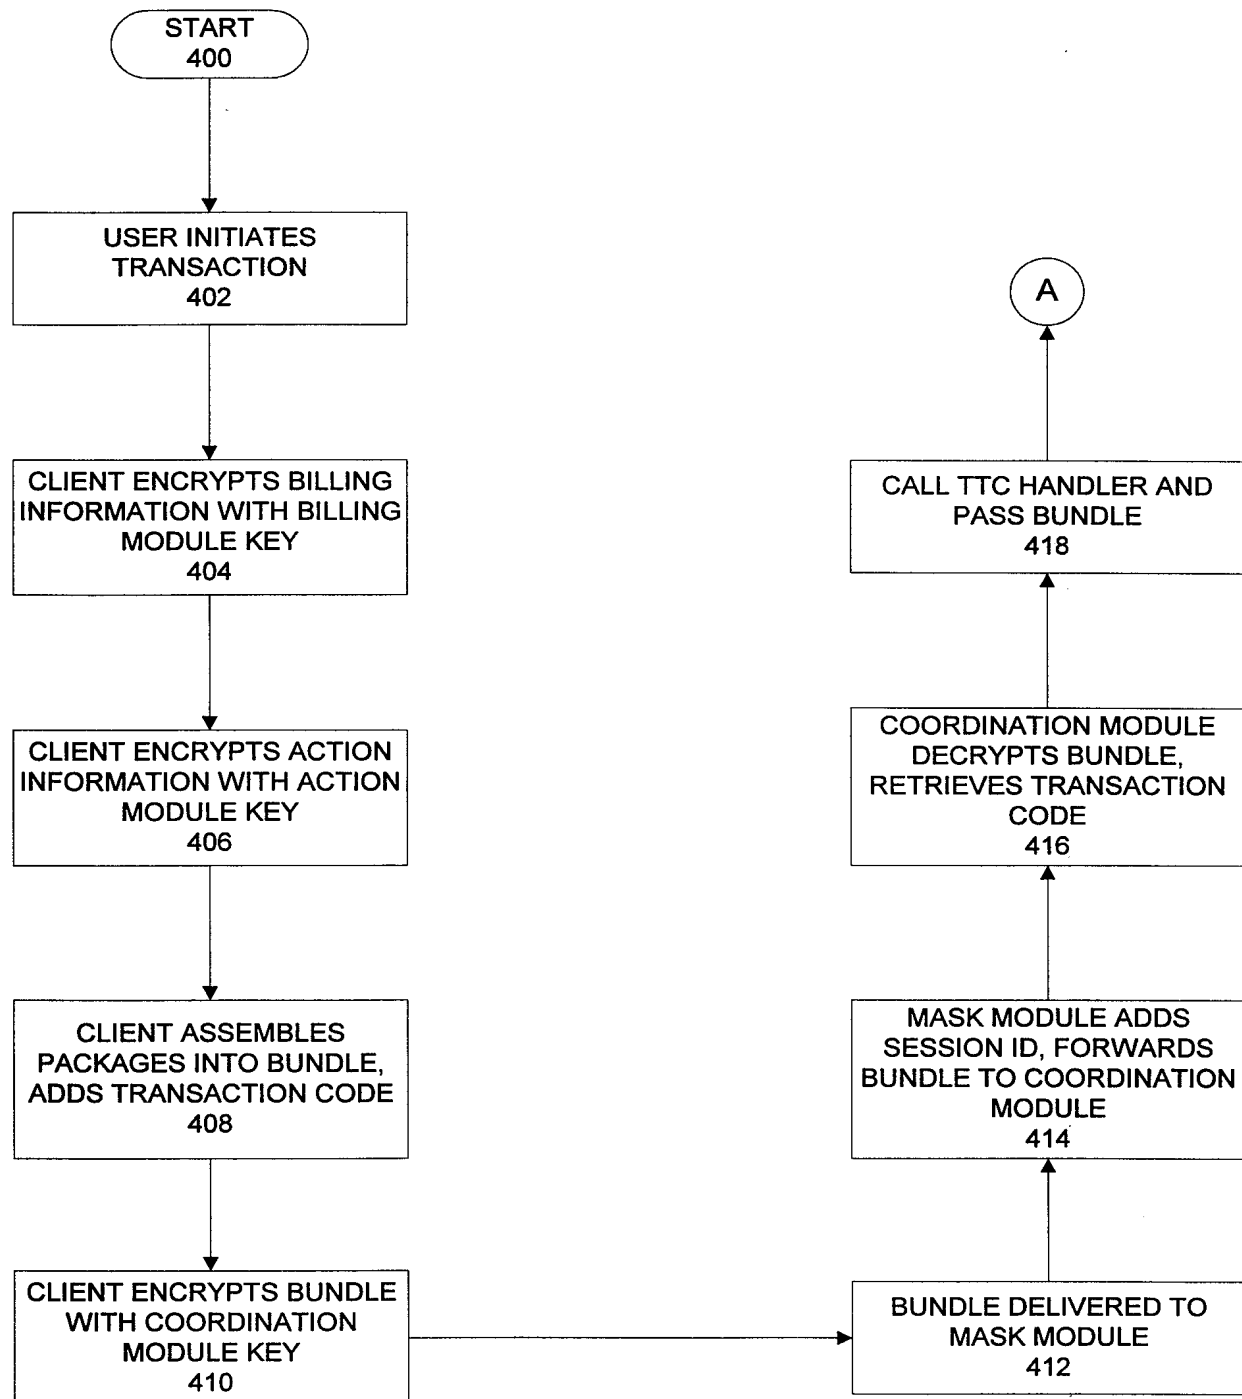 START
400
USER INITIATES
TRANSACTION
402
CLIENT ENCRYPTS BILLING
INFORMATION WITH BILLING
MODULE KEY
404
CLIENT ENCRYPTS ACTION
INFORMATION WITH ACTION
MODULE KEY
406
CLIENT ASSEMBLES
PACKAGES INTO BUNDLE,
ADDS TRANSACTION CODE
408
CLIENT ENCRYPTS BUNDLE
WITH COORDINATION
MODULE KEY
410
BUNDLE DELIVERED TO
MASK MODULE
412
MASK MODULE ADDS
SESSION ID, FORWARDS
BUNDLE TO COORDINATION
MODULE
414
COORDINATION MODULE
DECRYPTS BUNDLE,
RETRIEVES TRANSACTION
CODE
416
CALL TTC HANDLER AND
PASS BUNDLE
418
A